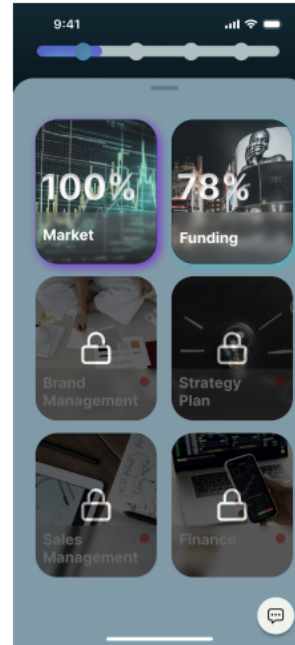 9:41
100%
78%
Market
Funding
Brand
Management
Strategy
Plan
Sales
Management
Finance